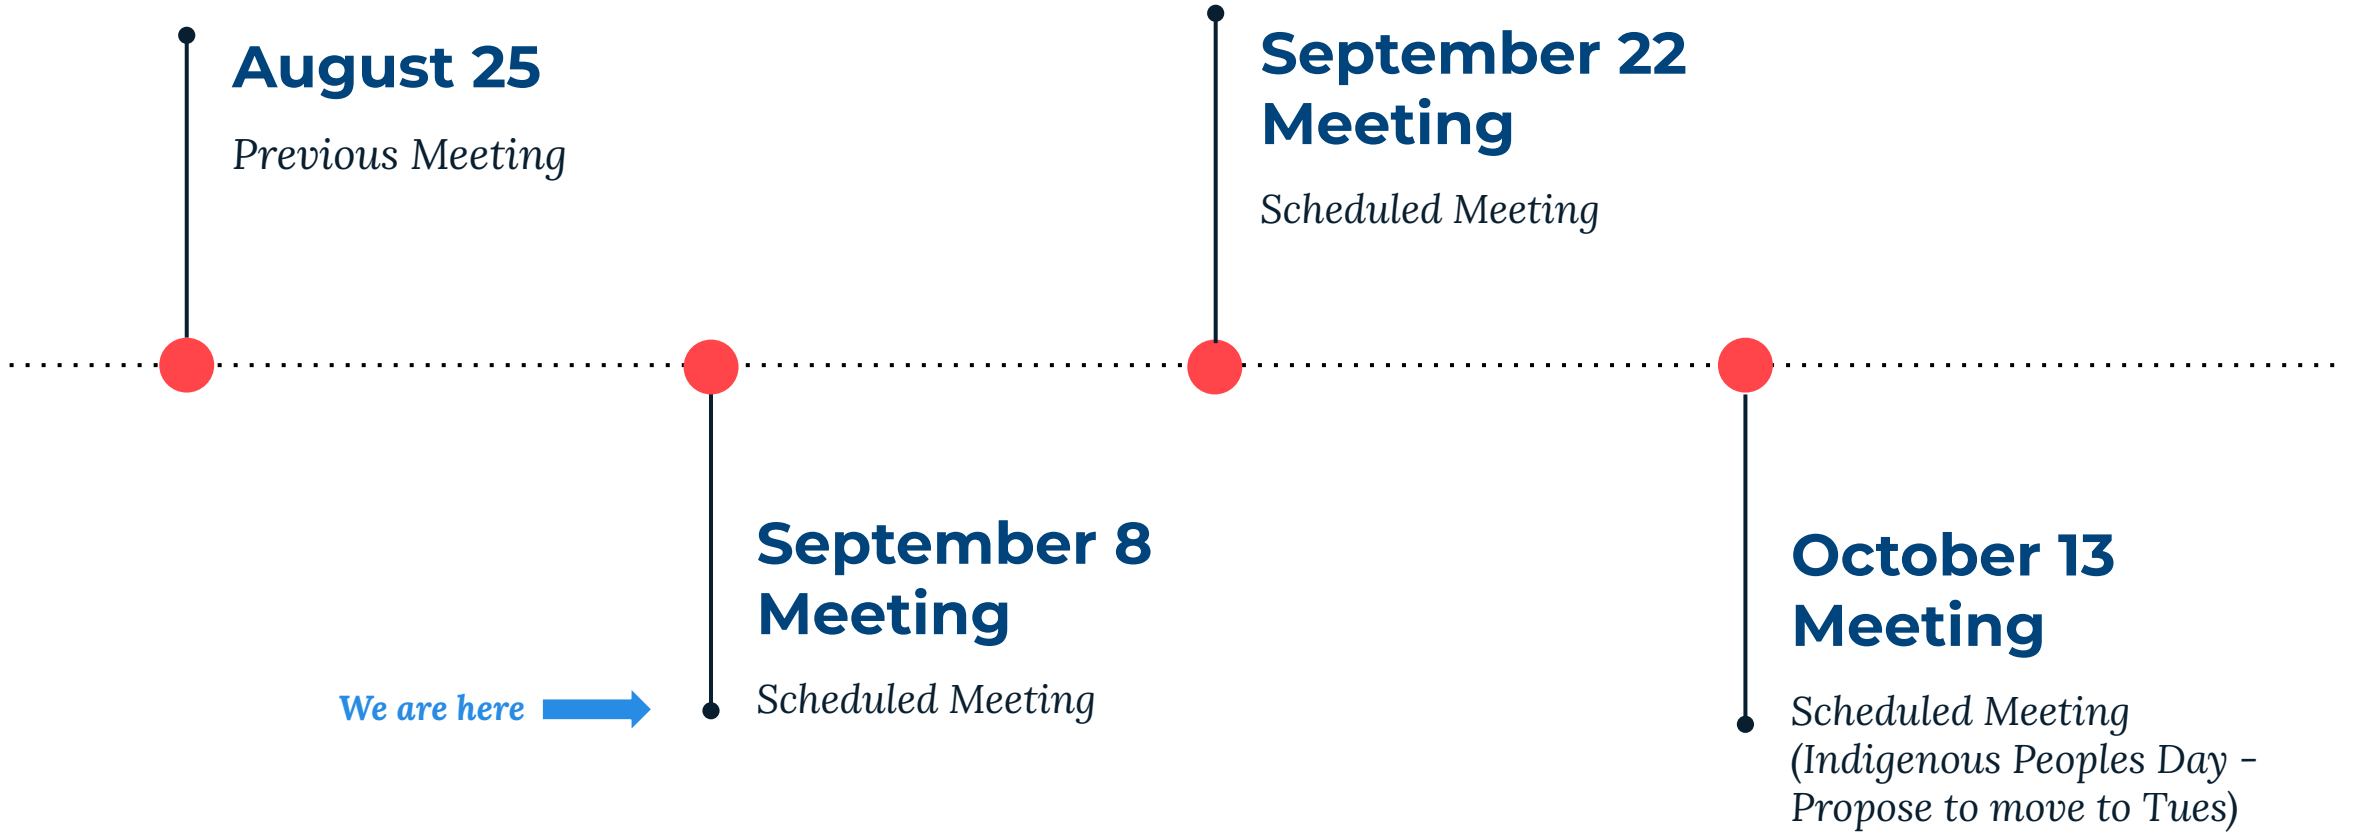 August 25
Previous Meeting
September 8
Meeting
Scheduled Meeting
We are here
September 22
Meeting
Scheduled Meeting
October 13
Meeting
Scheduled Meeting
(Indigenous Peoples Day -
Propose to move to Tues)